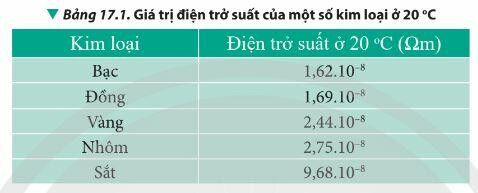 ▼ Bảng 17.1. Giá trị điện trở suất của một số kim loại ở 20 °C
Kim loại Điện trở suất ở 20 °C (Ωm)
Bạc 1,62.10⁻⁸
Đồng 1,69.10⁻⁸
Vàng 2,44.10⁻⁸
Nhôm 2,75.10⁻⁸
Sắt 9,68.10⁻⁸